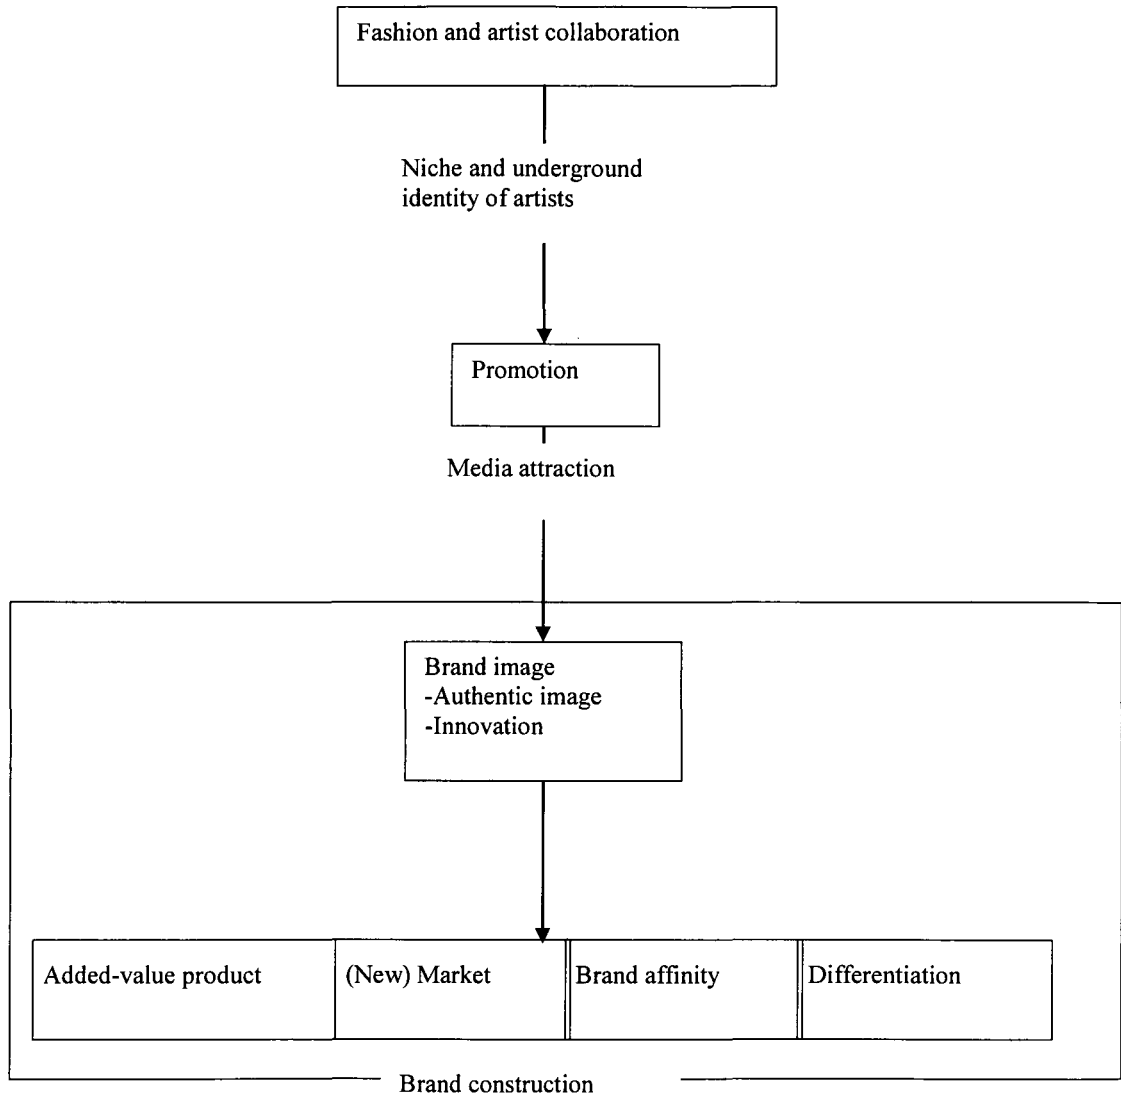 Fashion and artist collaboration
Niche and underground
identity of artists
Promotion
Media attraction
Brand image
-Authentic image
-Innovation
Added-value product
(New) Market
Brand affinity
Differentiation
Brand construction